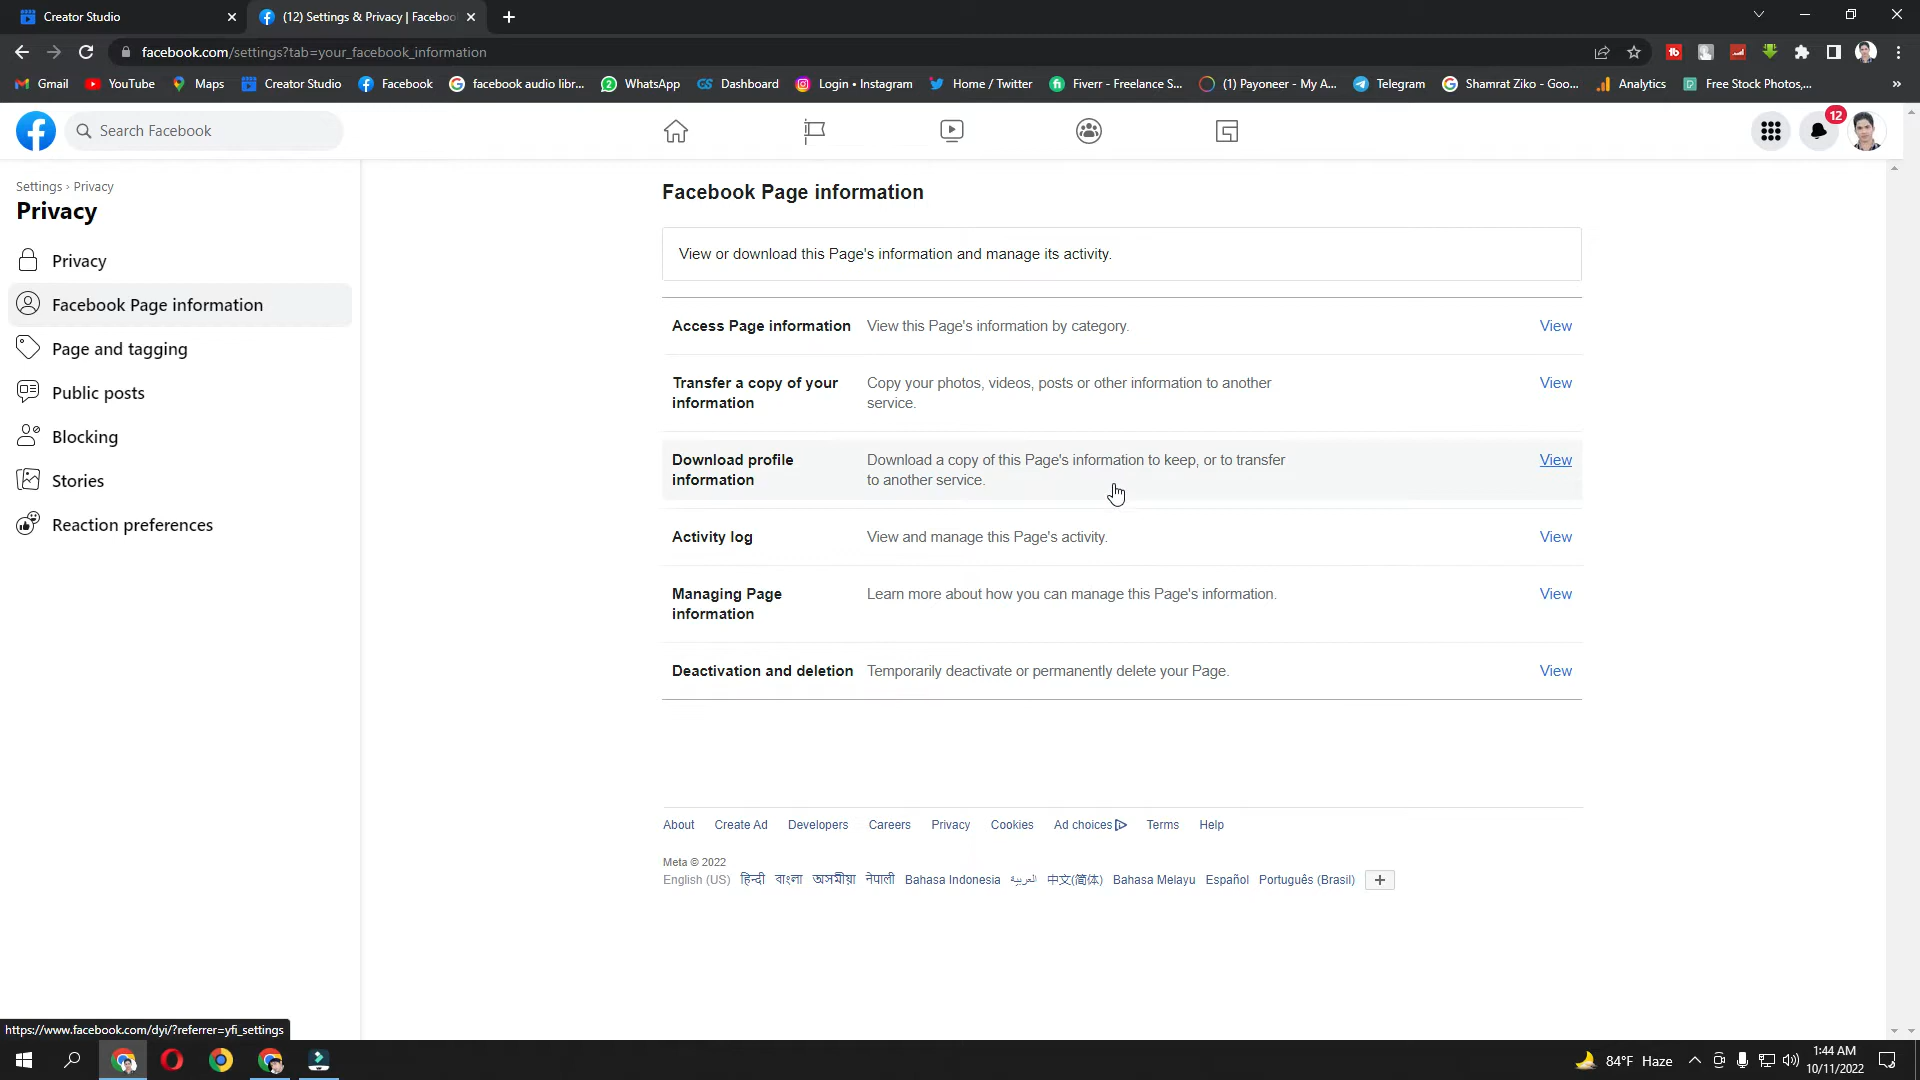 Creator Studio
(12) Settings & Privacy | Faceboo
facebook.com/settings?tab=your_facebook_information
Gmail
YouTube
Maps
Creator Studio
Facebook
facebook audio libr...
WhatsApp
Dashboard
Login • Instagram
Home / Twitter
Fiverr - Freelance S...
(1) Payoneer - My A...
Telegram
Shamrat Ziko - Goo...
Analytics
Free Stock Photos,...
»
Search Facebook
12
Settings › Privacy
Privacy
Privacy
Facebook Page information
Page and tagging
Public posts
Blocking
Stories
Reaction preferences
Facebook Page information
View or download this Page's information and manage its activity.
Access Page information View this Page's information by category. View
Transfer a copy of your information
Copy your photos, videos, posts or other information to another service.
View
Download profile information
Download a copy of this Page's information to keep, or to transfer to another service.
View
Activity log View and manage this Page's activity. View
Managing Page information
Learn more about how you can manage this Page's information.
View
Deactivation and deletion Temporarily deactivate or permanently delete your Page. View
About Create Ad Developers Careers Privacy Cookies Ad choices Terms Help
Meta © 2022
English (US) हिन्दी বাংলা অসমীয়া नेपाली Bahasa Indonesia العربية 中文(简体) Bahasa Melayu Español Português (Brasil) +
https://www.facebook.com/dyi/?referrer=yfi_settings
84°F Haze
1:44 AM
10/11/2022